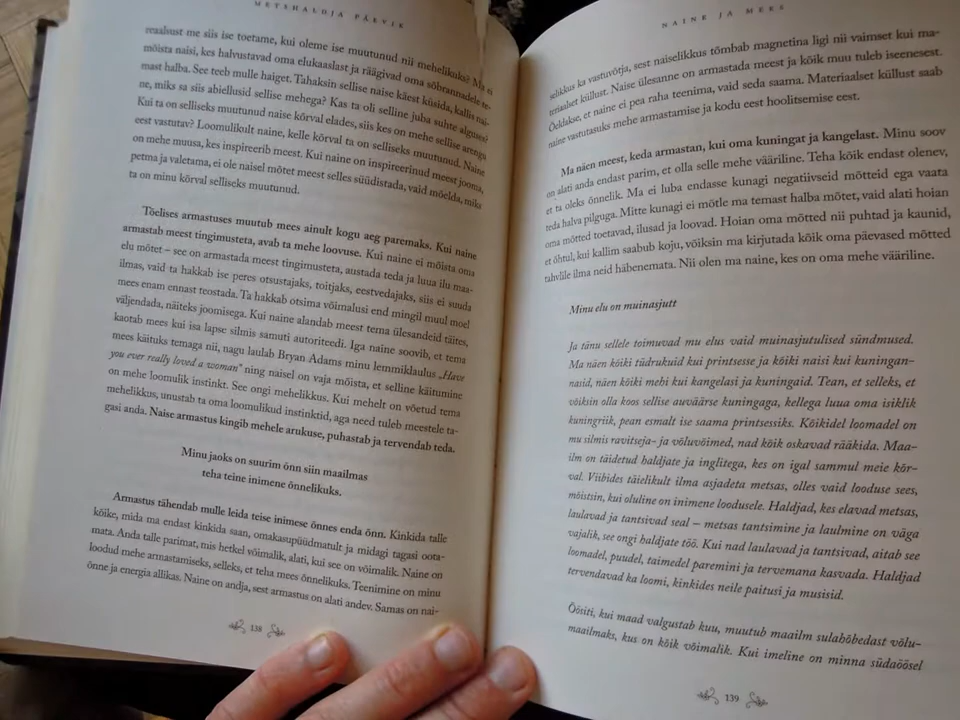 METSHALDJA PÄEVIK
reaalsust me siis ise toetame, kui oleme ise muutunud nii mehelikuks? Ma ei
mõista naisi, kes halvustavad oma elukaaslast ja räägivad oma sõbrannadele te-
mast halba. See teeb mulle haiget. Tahaksin sellise naise käest küsida, kallis nai-
ne, miks sa siis abiellusid sellise mehega? Kas ta oli selline juba suhte alguses?
Kui ta on selliseks muutunud naise kõrval elades, siis kes on mehe sellise arengu
eest vastutav? Loomulikult naine, kelle kõrval ta on selliseks muutunud. Naine
on mehe muusa, kes inspireerib meest. Kui naine on inspireerinud meest jooma,
petma ja valetama, ei ole naisel mõtet meest selles süüdistada, vaid mõelda, miks
ta on minu kõrval selliseks muutunud.
Tõelises armastuses muutub mees ainult kogu aeg paremaks. Kui naine
armastab meest tingimusteta, avab ta mehe loovuse. Kui naine ei mõista oma
elu mõtet – see on armastada meest tingimusteta, austada teda ja luua ilu maa-
ilmas, vaid ta hakkab ise peres otsustajaks, toitjaks, eestvedajaks, siis ei suuda
mees enam ennast teostada. Ta hakkab otsima võimalusi end mingil muul moel
väljendada, näiteks joomisega. Kui naine alandab meest tema ülesandeid täites,
kaotab mees kui isa lapse silmis samuti autoriteedi. Iga naine soovib, et tema
mees käituks temaga nii, nagu laulab Bryan Adams minu lemmiklaulus „Have
you ever really loved a woman" ning naisel on vaja mõista, et selline käitumine
on mehe loomulik instinkt. See ongi mehelikkus. Kui mehelt on võetud tema
mehelikkus, unustab ta oma loomulikud instinktid, aga need tuleb meestele ta-
gasi anda. Naise armastus kingib mehele arukuse, puhastab ja tervendab teda.
Minu jaoks on suurim õnn siin maailmas
teha teine inimene õnnelikuks.
Armastus tähendab mulle leida teise inimese õnnes enda õnn. Kinkida talle
kõike, mida ma endast kinkida saan, omakasupüüdmatult ja midagi tagasi oota-
mata. Anda talle parimat, mis hetkel võimalik, alati, kui see on võimalik. Naine on
loodud mehe armastamiseks, selleks, et teha mees õnnelikuks. Teenimine on minu
õnne ja energia allikas. Naine on andja, sest armastus on alati andev. Samas on nai-
138
NAINE JA MEES
selikkus ka vastuvõtja, sest naiselikkus tõmbab magnetina ligi nii vaimset kui ma-
teriaalset küllust. Naise ülesanne on armastada meest ja kõik muu tuleb iseenesest.
Öeldakse, et naine ei pea raha teenima, vaid seda saama. Materiaalset küllust saab
naine vastutasuks mehe armastamise ja kodu eest hoolitsemise eest.
Ma näen meest, keda armastan, kui oma kuningat ja kangelast. Minu soov
on alati anda endast parim, et olla selle mehe vääriline. Teha kõik endast olenev,
et ta oleks õnnelik. Ma ei luba endasse kunagi negatiivseid mõtteid ega vaata
teda halva pilguga. Mitte kunagi ei mõtle ma temast halba mõtet, vaid alati hoian
oma mõtted toetavad, ilusad ja loovad. Hoian oma mõtted nii puhtad ja kaunid,
et õhtul, kui kallim saabub koju, võiksin ma kirjutada kõik oma päevased mõtted
tahvlile ilma neid häbenemata. Nii olen ma naine, kes on oma mehe vääriline.
Minu elu on muinasjutt
Ja tänu sellele toimuvad mu elus vaid muinasjutulised sündmused.
Ma näen kõiki tüdrukuid kui printsesse ja kõiki naisi kui kuningan-
naid, näen kõiki mehi kui kangelasi ja kuningaid. Tean, et selleks, et
võiksin olla koos sellise auväärse kuningaga, kellega luua oma isiklik
kuningriik, pean esmalt ise saama printsessiks. Kõikidel loomadel on
mu silmis ravitseja- ja võluvõimed, nad kõik oskavad rääkida. Maa-
ilm on täidetud haldjate ja inglitega, kes on igal sammul meie kõr-
val. Viibides täielikult ilma asjadeta metsas, olles vaid looduse sees,
mõistsin, kui oluline on inimene loodusele. Haldjad, kes elavad metsas,
laulavad ja tantsivad seal – metsas tantsimine ja laulmine on väga
vajalik, see ongi haldjate töö. Kui nad laulavad ja tantsivad, aitab see
loomadel, puudel, taimedel paremini ja tervemana kasvada. Haldjad
tervendavad ka loomi, kinkides neile paitusi ja musisid.
Öösiti, kui maad valgustab kuu, muutub maailm sulahõbedast võlu-
maailmaks, kus on kõik võimalik. Kui imeline on minna südaöösel
139